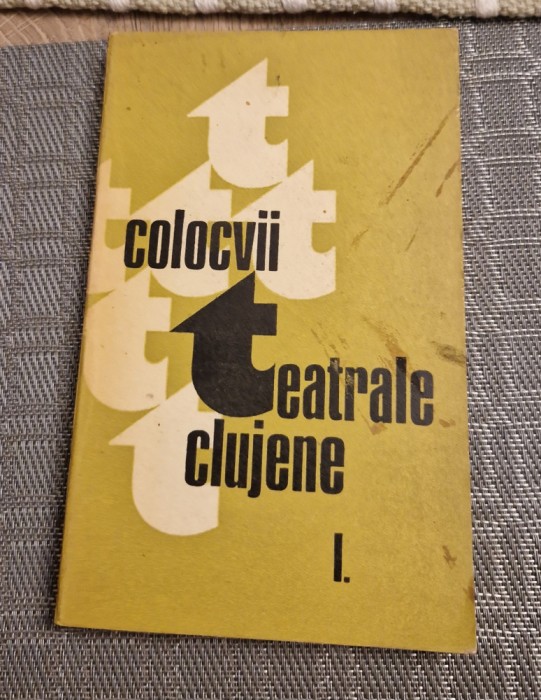 colocvii
teatrale
clujene
I.